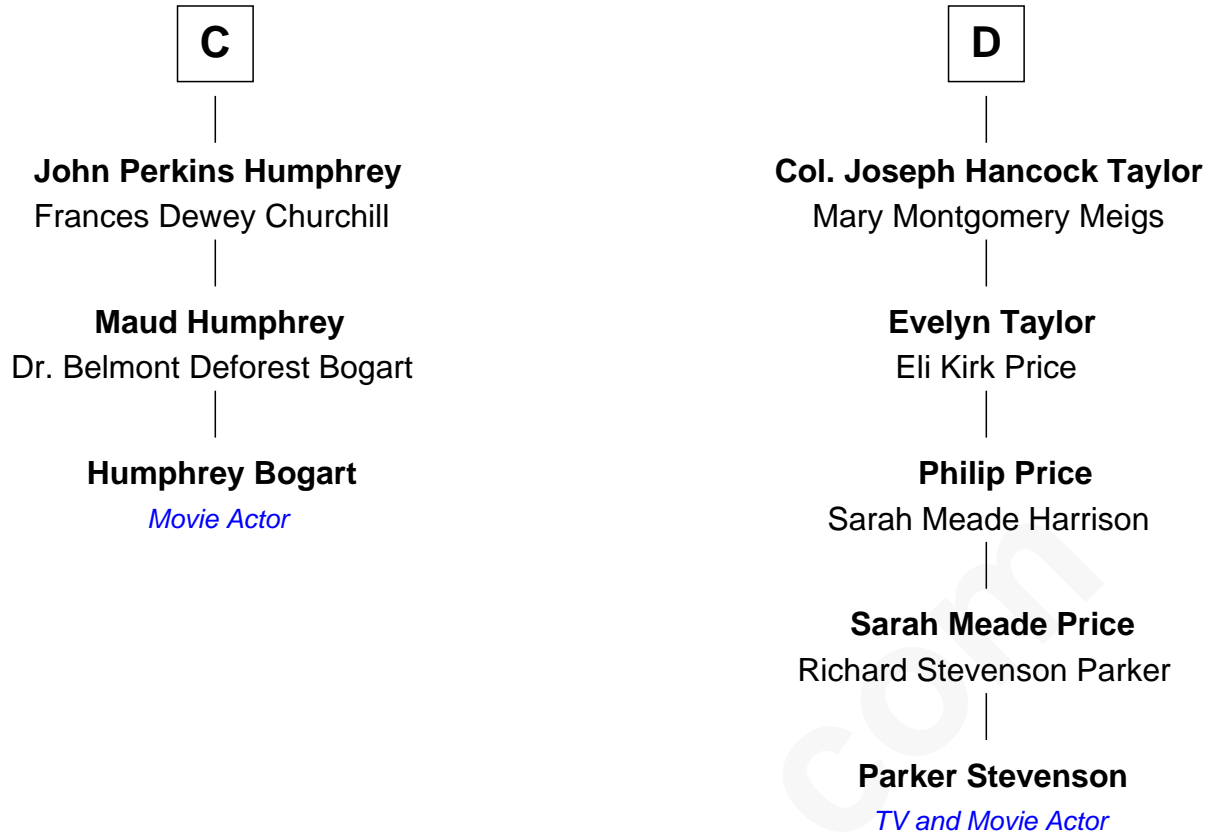 C
John Perkins Humphrey
Frances Dewey Churchill
Maud Humphrey
Dr. Belmont Deforest Bogart
Humphrey Bogart
Movie Actor
D
Col. Joseph Hancock Taylor
Mary Montgomery Meigs
Evelyn Taylor
Eli Kirk Price
Philip Price
Sarah Meade Harrison
Sarah Meade Price
Richard Stevenson Parker
Parker Stevenson
TV and Movie Actor
com